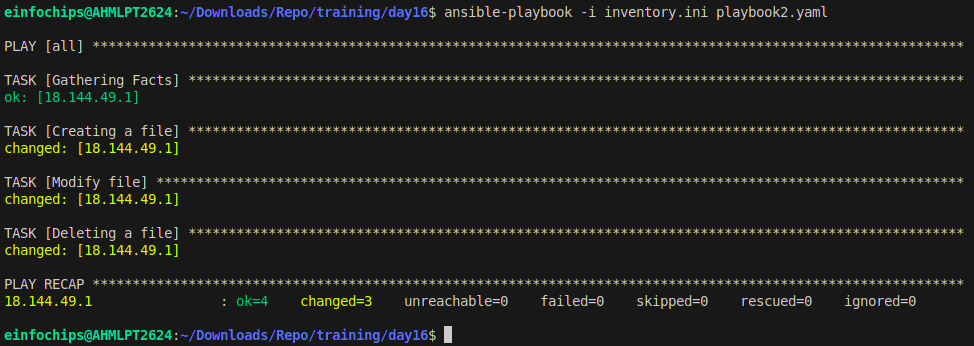 einfochips@AHMLPT2624:~/Downloads/Repo/training/day16$ ansible-playbook -i inventory.ini playbook2.yaml
PLAY [all] *************************************************************************************************************
TASK [Gathering Facts] *************************************************************************************************
ok: [18.144.49.1]
TASK [Creating a file] *************************************************************************************************
changed: [18.144.49.1]
TASK [Modify file] *****************************************************************************************************
changed: [18.144.49.1]
TASK [Deleting a file] *************************************************************************************************
changed: [18.144.49.1]
PLAY RECAP *************************************************************************************************************
18.144.49.1                : ok=4    changed=3    unreachable=0    failed=0    skipped=0    rescued=0    ignored=0
einfochips@AHMLPT2624:~/Downloads/Repo/training/day16$